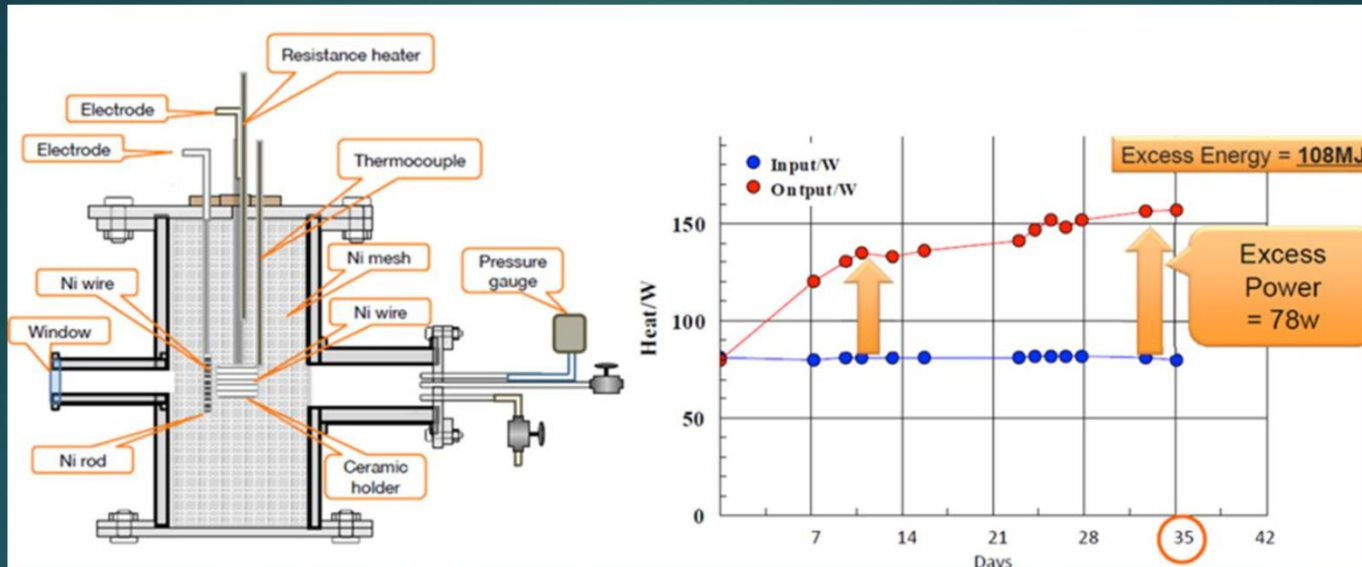 Resistance heater
Electrode
Electrode
Thermocouple
Ni mesh
Pressure
gauge
Ni wire
Ni wire
Window
Ni rod
Ceramic
holder
Excess Energy = 108MJ
Input/W
Ontput/W
Excess
Power
= 78w
Heat/W
150
100
50
0
7 14 21 28 35 42
Days